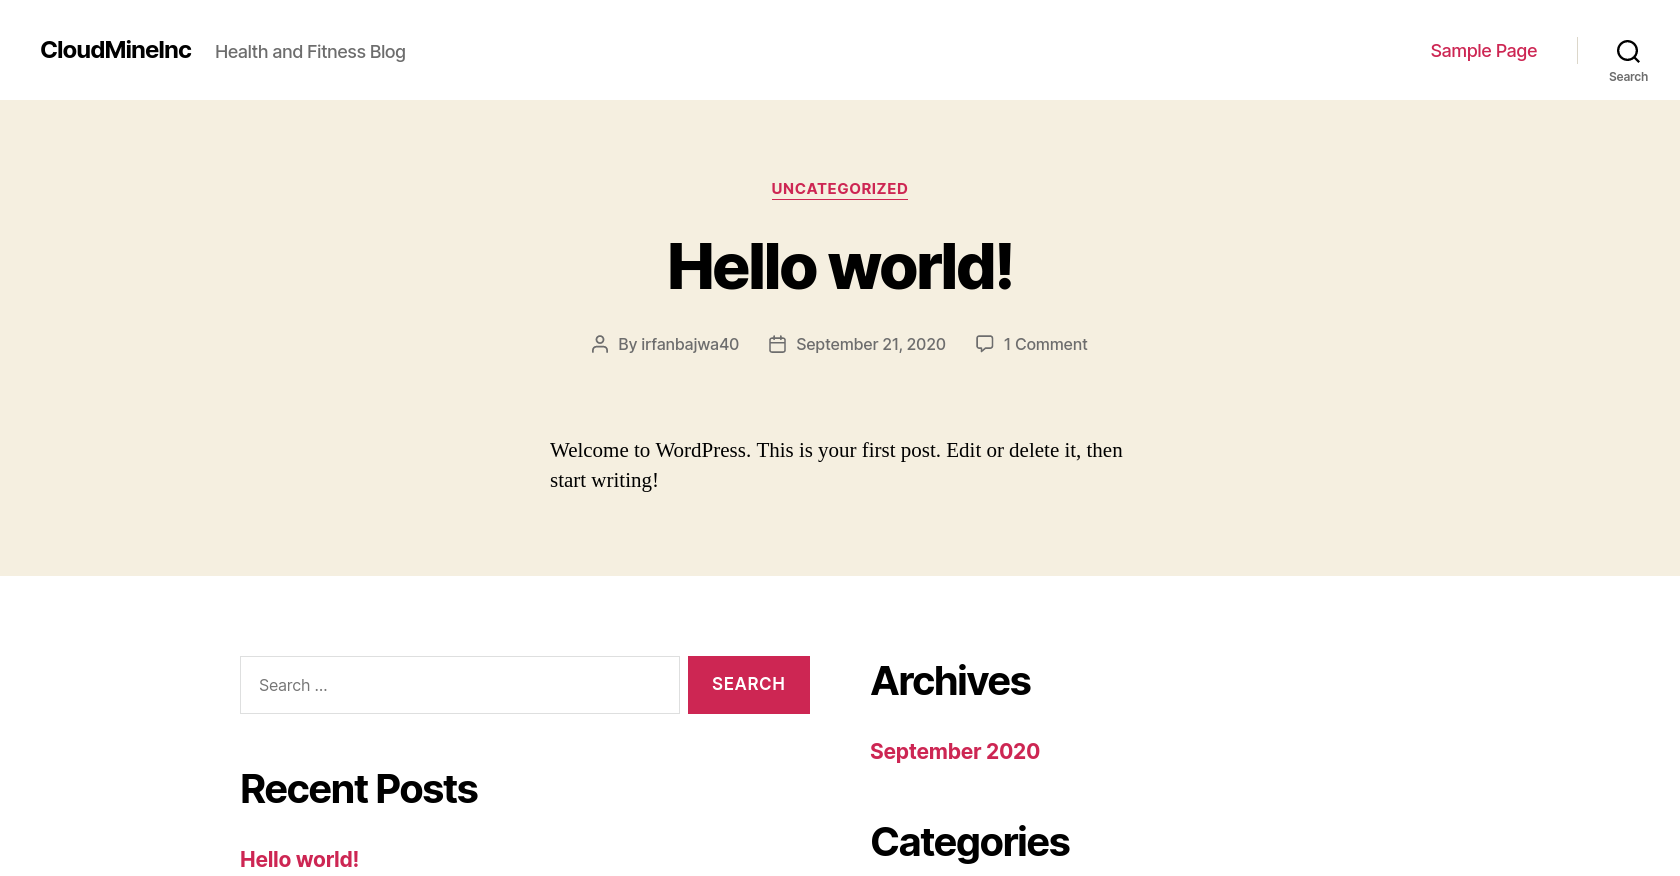 CloudMineInc
Health and Fitness Blog
Sample Page
Search
UNCATEGORIZED
Hello world!
By irfanbajwa40
September 21, 2020
1 Comment
Welcome to WordPress. This is your first post. Edit or delete it, then
start writing!
Search …
SEARCH
Recent Posts
Hello world!
Archives
September 2020
Categories